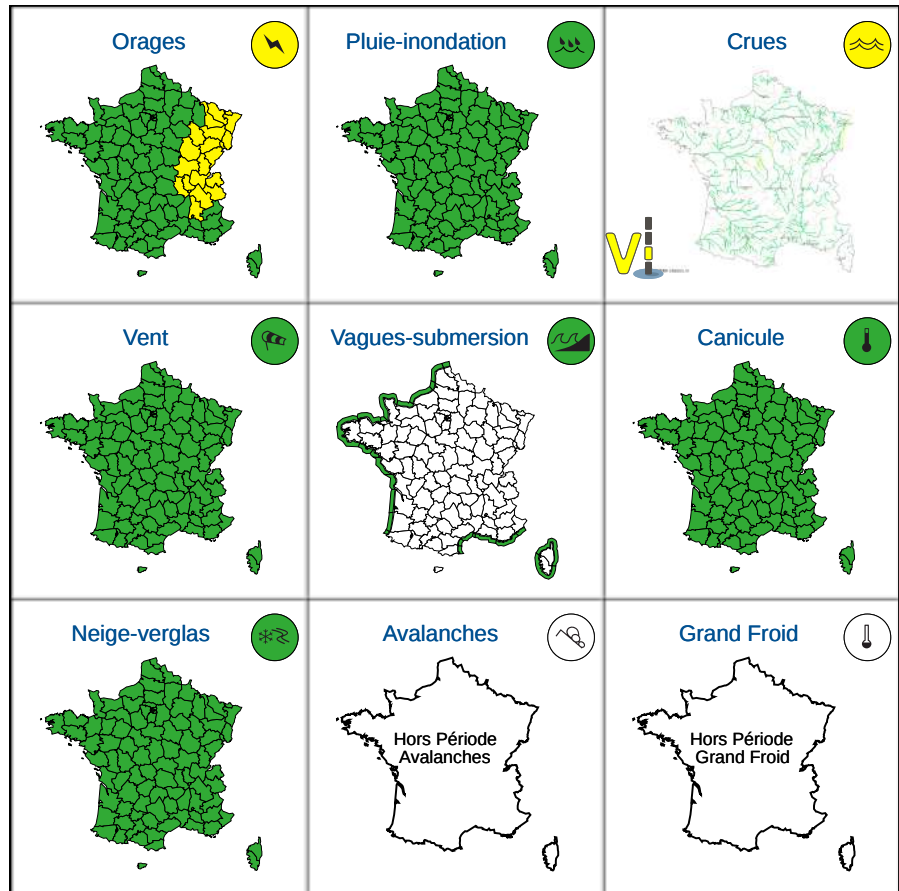 Orages
Pluie-inondation
Crues
Vi
Vent
Vagues-submersion
Canicule
Neige-verglas
Avalanches
Grand Froid
Hors Période
Avalanches
Hors Période
Grand Froid